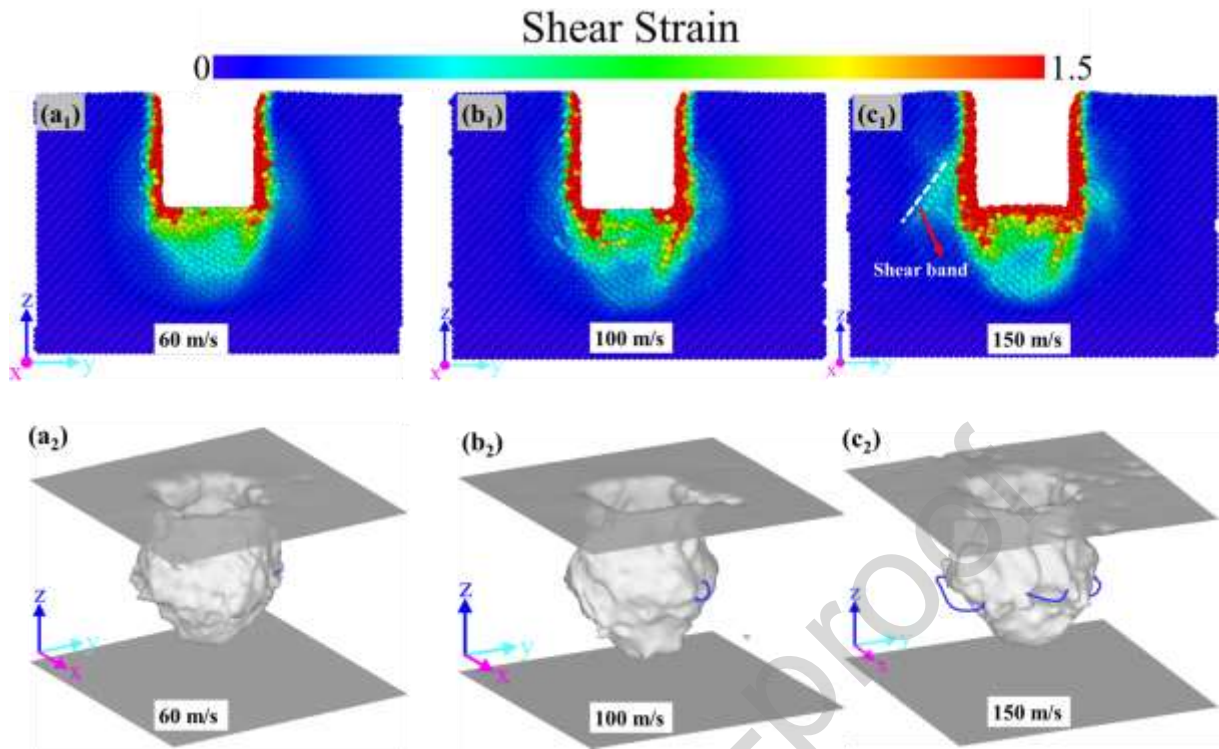 Shear Strain
0 1.5
(a₁) (b₁) (c₁)
Shear band
z z z
60 m/s 100 m/s 150 m/s
x y x y x y
(a₂) (b₂) (c₂)
z z z
y y y
x x x
60 m/s 100 m/s 150 m/s